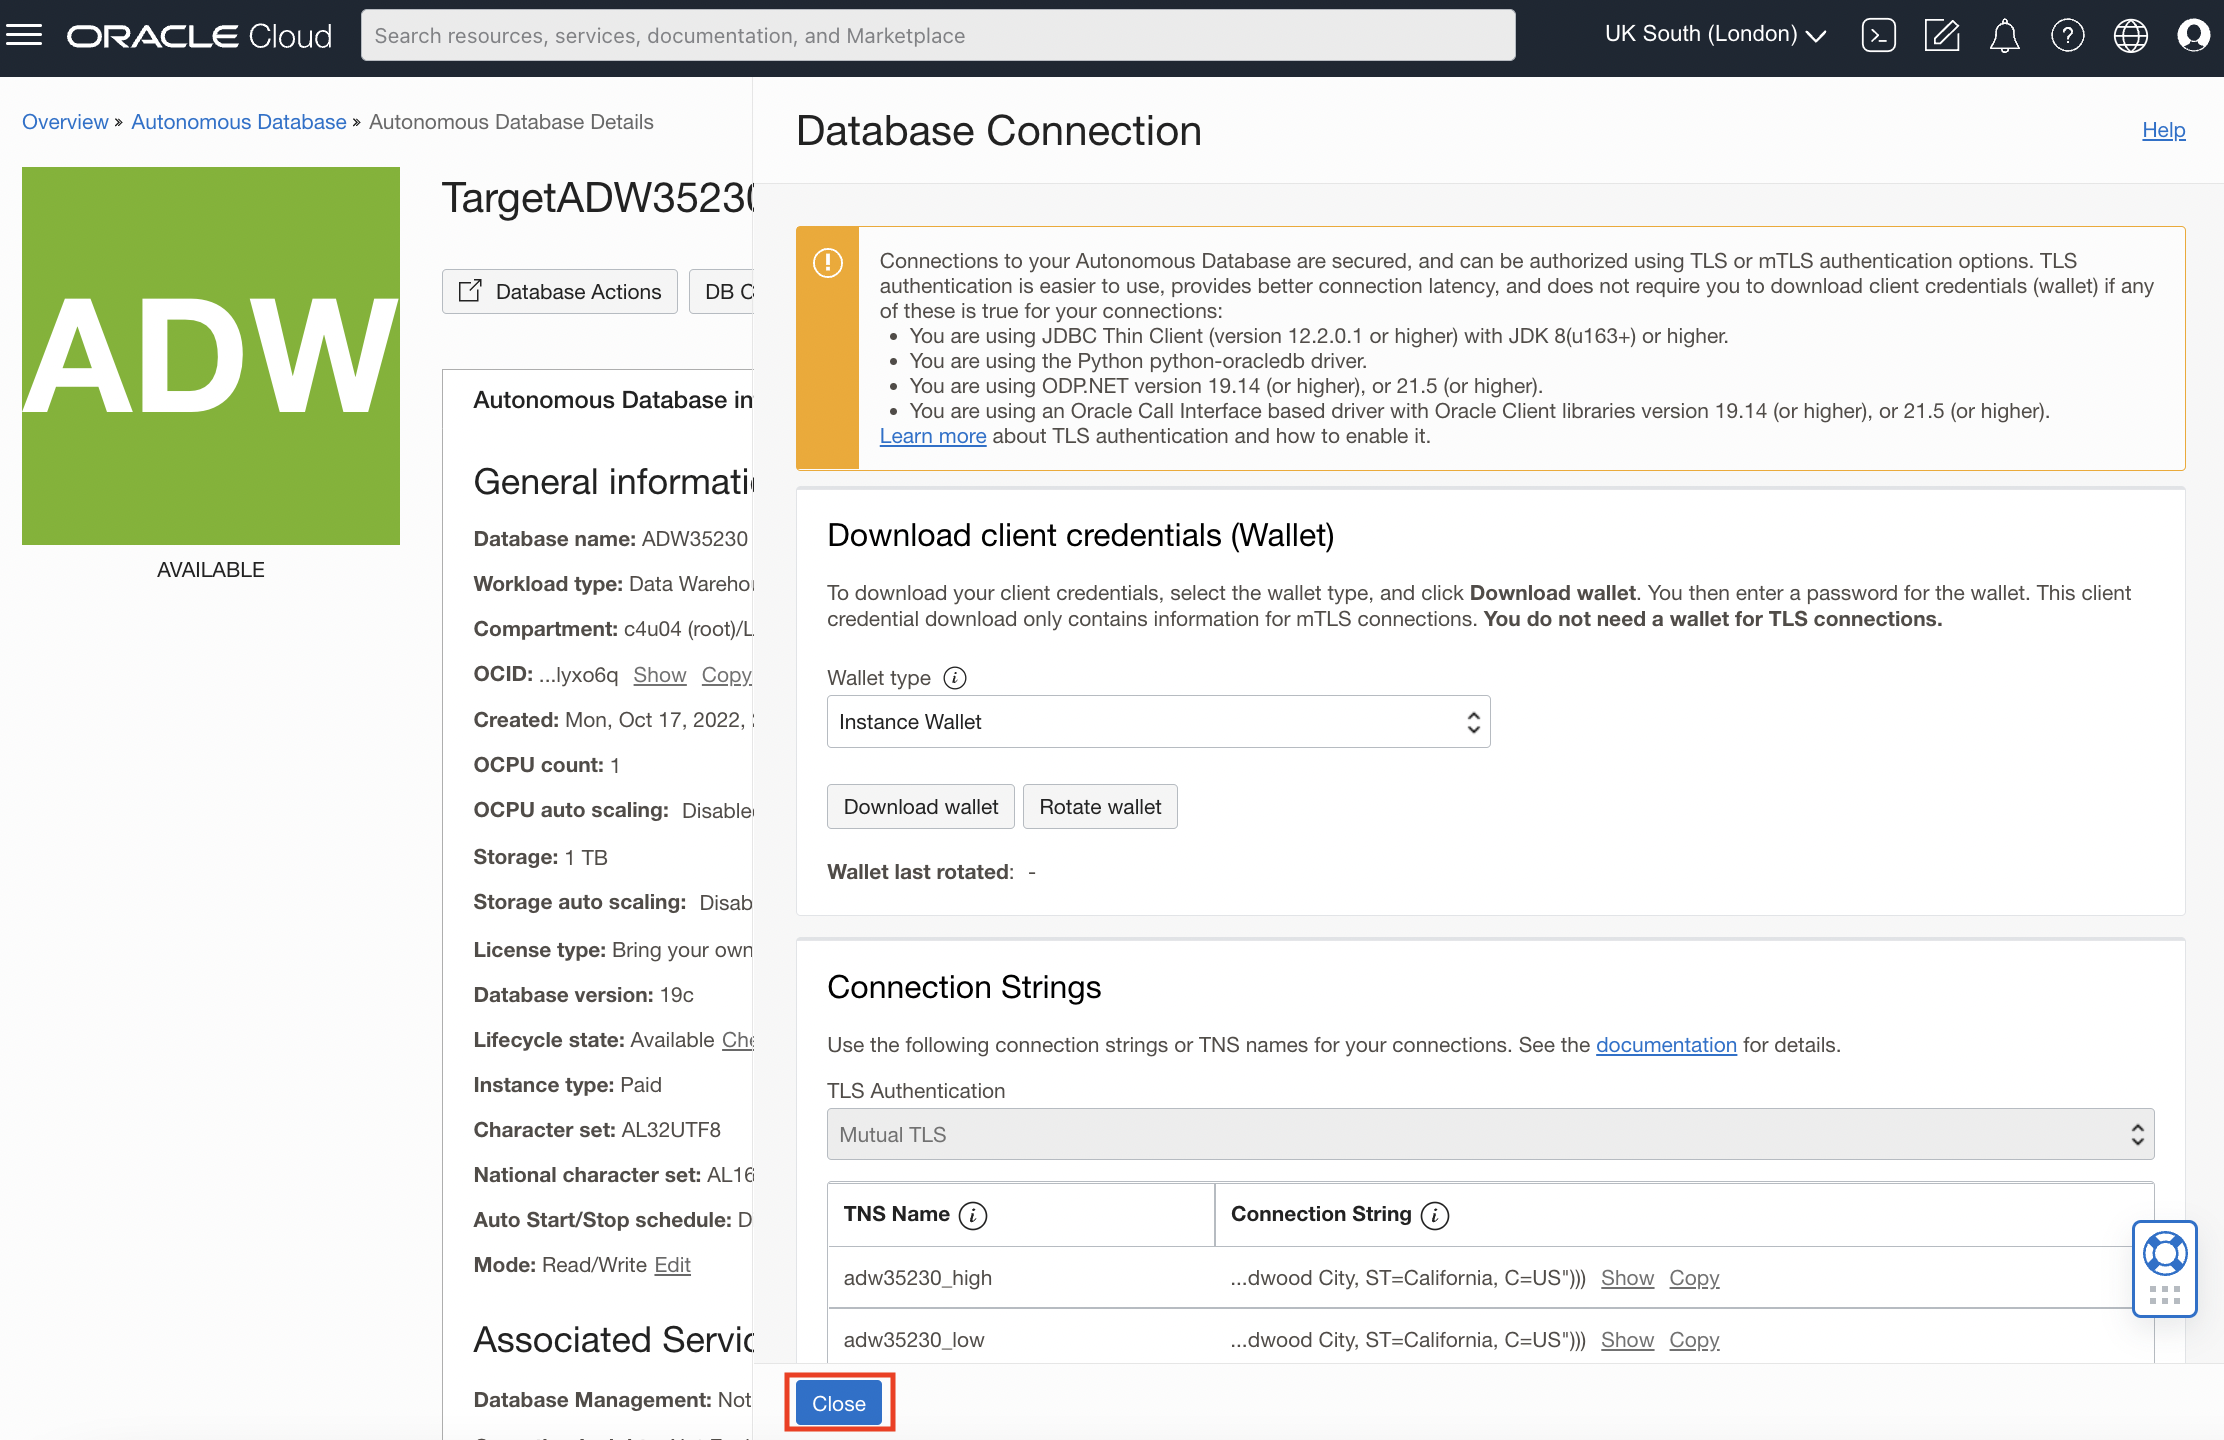 ORACLE Cloud
Search resources, services, documentation, and Marketplace
UK South (London)
Overview » Autonomous Database » Autonomous Database Details
ADW
AVAILABLE
TargetADW35230
Database Actions
DB C
Autonomous Database in
General informati
Database name: ADW35230
Workload type: Data Wareho
Compartment: c4u04 (root)/L
OCID: ...lyxo6q Show Copy
Created: Mon, Oct 17, 2022,
OCPU count: 1
OCPU auto scaling: Disable
Storage: 1 TB
Storage auto scaling: Disab
License type: Bring your own
Database version: 19c
Lifecycle state: Available Che
Instance type: Paid
Character set: AL32UTF8
National character set: AL16
Auto Start/Stop schedule: D
Mode: Read/Write Edit
Associated Servic
Database Management: Not
Database Connection
Help
Connections to your Autonomous Database are secured, and can be authorized using TLS or mTLS authentication options. TLS
authentication is easier to use, provides better connection latency, and does not require you to download client credentials (wallet) if any
of these is true for your connections:
• You are using JDBC Thin Client (version 12.2.0.1 or higher) with JDK 8(u163+) or higher.
• You are using the Python python-oracledb driver.
• You are using ODP.NET version 19.14 (or higher), or 21.5 (or higher).
• You are using an Oracle Call Interface based driver with Oracle Client libraries version 19.14 (or higher), or 21.5 (or higher).
Learn more about TLS authentication and how to enable it.
Download client credentials (Wallet)
To download your client credentials, select the wallet type, and click Download wallet. You then enter a password for the wallet. This client
credential download only contains information for mTLS connections. You do not need a wallet for TLS connections.
Wallet type
Instance Wallet
Download wallet
Rotate wallet
Wallet last rotated: -
Connection Strings
Use the following connection strings or TNS names for your connections. See the documentation for details.
TLS Authentication
Mutual TLS
TNS Name
Connection String
adw35230_high
...dwood City, ST=California, C=US"))) Show Copy
adw35230_low
...dwood City, ST=California, C=US"))) Show Copy
Close